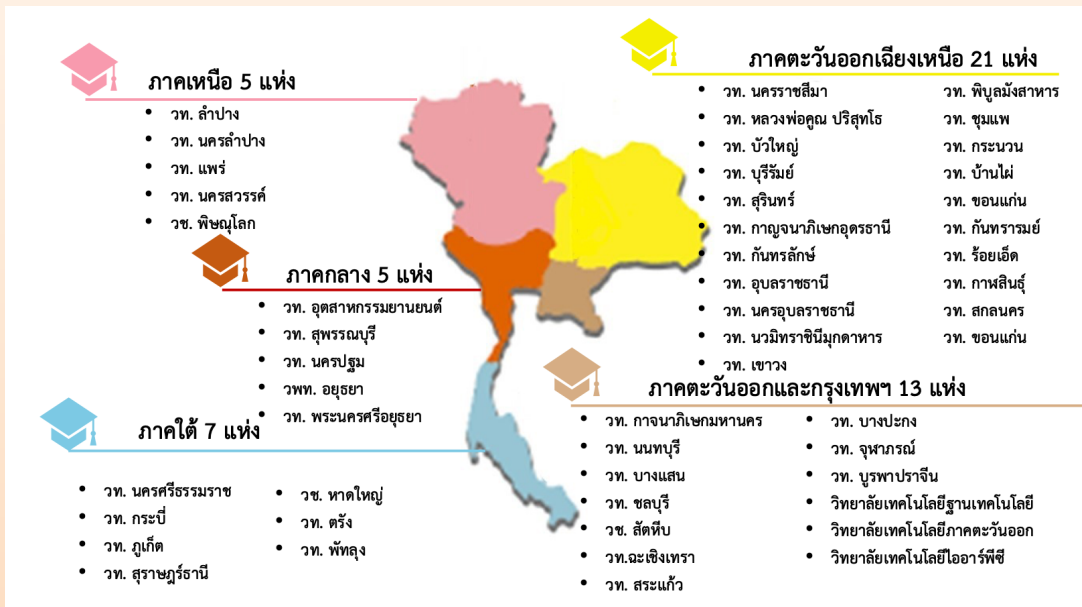 ภาคเหนือ 5 แห่ง
วท. ลำปาง
วท. นครลำปาง
วท. แพร่
วท. นครสวรรค์
วช. พิษณุโลก
ภาคตะวันออกเฉียงเหนือ 21 แห่ง
วท. นครราชสีมา
วท. หลวงพ่อคูณ ปริสุทโธ
วท. บัวใหญ่
วท. บุรีรัมย์
วท. สุรินทร์
วท. กาญจนาภิเษกอุดรธานี
วท. กันทรลักษ์
วท. อุบลราชธานี
วท. นครอุบลราชธานี
วท. นวมิทราชินีมุกดาหาร
วท. เขาวง
วท. พิบูลมังสาหาร
วท. ชุมแพ
วท. กระนวน
วท. บ้านไผ่
วท. ขอนแก่น
วท. กันทรารมย์
วท. ร้อยเอ็ด
วท. กาฬสินธุ์
วท. สกลนคร
วท. ขอนแก่น
ภาคกลาง 5 แห่ง
วท. อุตสาหกรรมยานยนต์
วท. สุพรรณบุรี
วท. นครปฐม
วพท. อยุธยา
วท. พระนครศรีอยุธยา
ภาคตะวันออกและกรุงเทพฯ 13 แห่ง
วท. กาจนาภิเษกมหานคร
วท. นนทบุรี
วท. บางแสน
วท. ชลบุรี
วช. สัตหีบ
วท.ฉะเชิงเทรา
วท. สระแก้ว
วท. บางปะกง
วท. จุฬาภรณ์
วท. บูรพาปราจีน
วิทยาลัยเทคโนโลยีฐานเทคโนโลยี
วิทยาลัยเทคโนโลยีภาคตะวันออก
วิทยาลัยเทคโนโลยีไออาร์พีซี
ภาคใต้ 7 แห่ง
วท. นครศรีธรรมราช
วท. กระบี่
วท. ภูเก็ต
วท. สุราษฎร์ธานี
วช. หาดใหญ่
วท. ตรัง
วท. พัทลุง